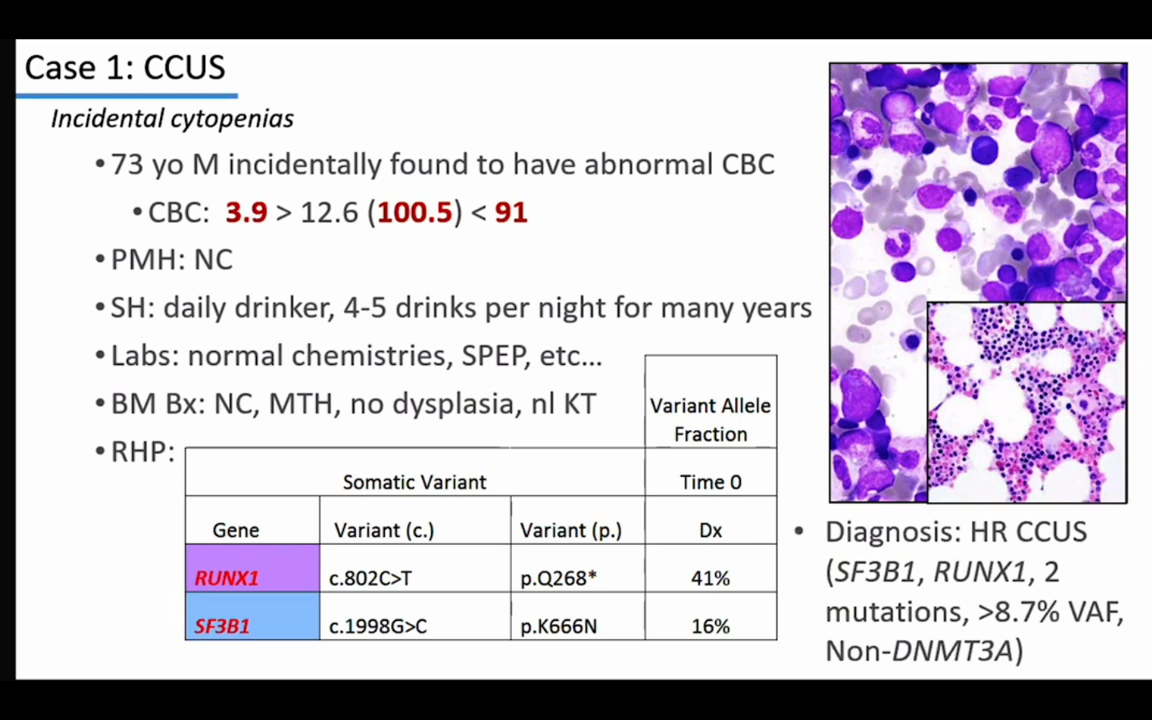 Case 1: CCUS
Incidental cytopenias
•73 yo M incidentally found to have abnormal CBC
•CBC: 3.9 > 12.6 (100.5) < 91
•PMH: NC
•SH: daily drinker, 4-5 drinks per night for many years
•Labs: normal chemistries, SPEP, etc...
•BM Bx: NC, MTH, no dysplasia, nl KT
•RHP:
Variant Allele
Fraction
Somatic Variant Time 0
Gene Variant (c.) Variant (p.) Dx
RUNX1 c.802C>T p.Q268* 41%
SF3B1 c.1998G>C p.K666N 16%
• Diagnosis: HR CCUS
(SF3B1, RUNX1, 2
mutations, >8.7% VAF,
Non-DNMT3A)